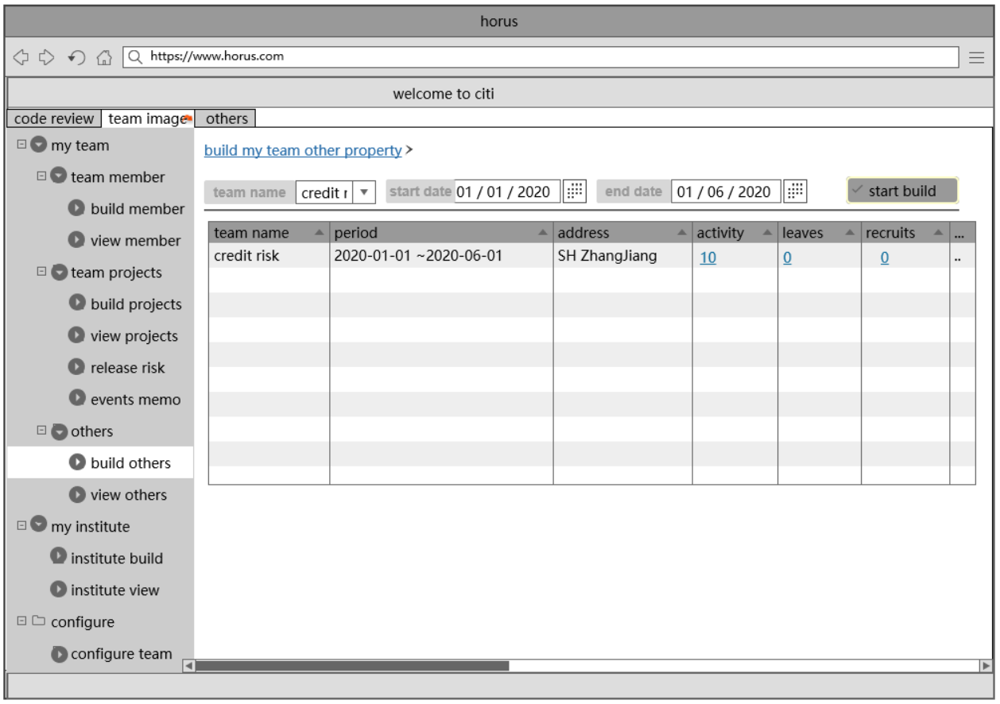 horus
https://www.horus.com
welcome to citi
code review team image others
my team
team member
build member
view member
team projects
build projects
view projects
release risk
events memo
others
build others
view others
my institute
institute build
institute view
configure
configure team
build my team other property >
team name credit r start date 01 / 01 / 2020 end date 01 / 06 / 2020 start build
team name period address activity leaves recruits ...
credit risk 2020-01-01 ~2020-06-01 SH ZhangJiang 10 0 0 ..